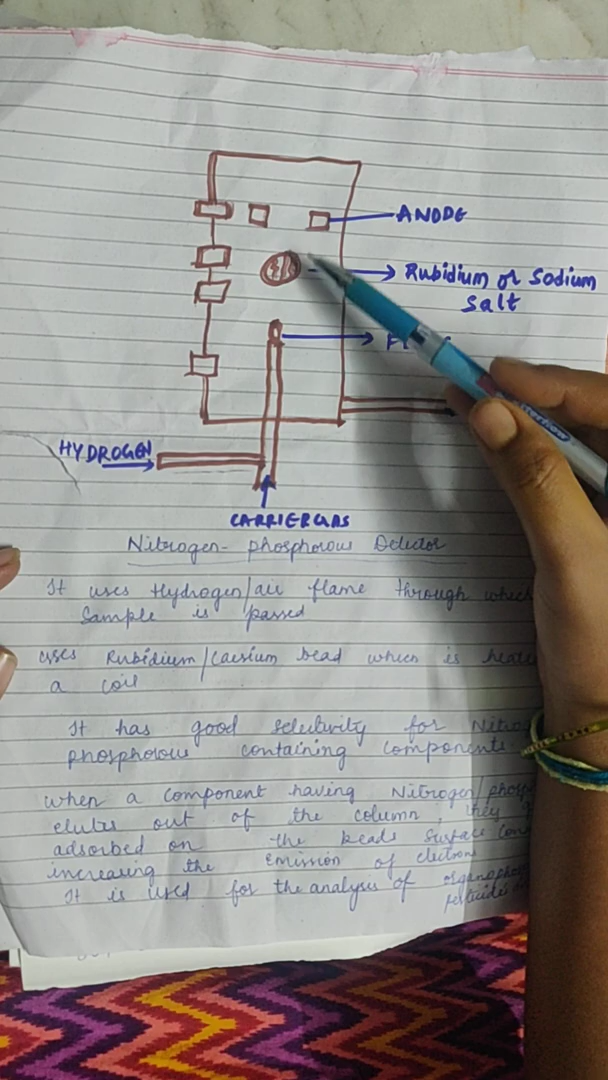 ANODE
Rubidium or Sodium
Salt
HYDROGEN
CARRIER GAS
Nitrogen- phosphorous Detector
It uses Hydrogen/air flame through which
Sample is passed
uses Rubidium/Caesium bead which is
a coil
It has good selectivity for
phosphorous containing components.
when a component having Nitrogen/
elutes out of the column, they
adsorbed on the beads surface
increasing the Emission of electrons
It is used for the analysis of